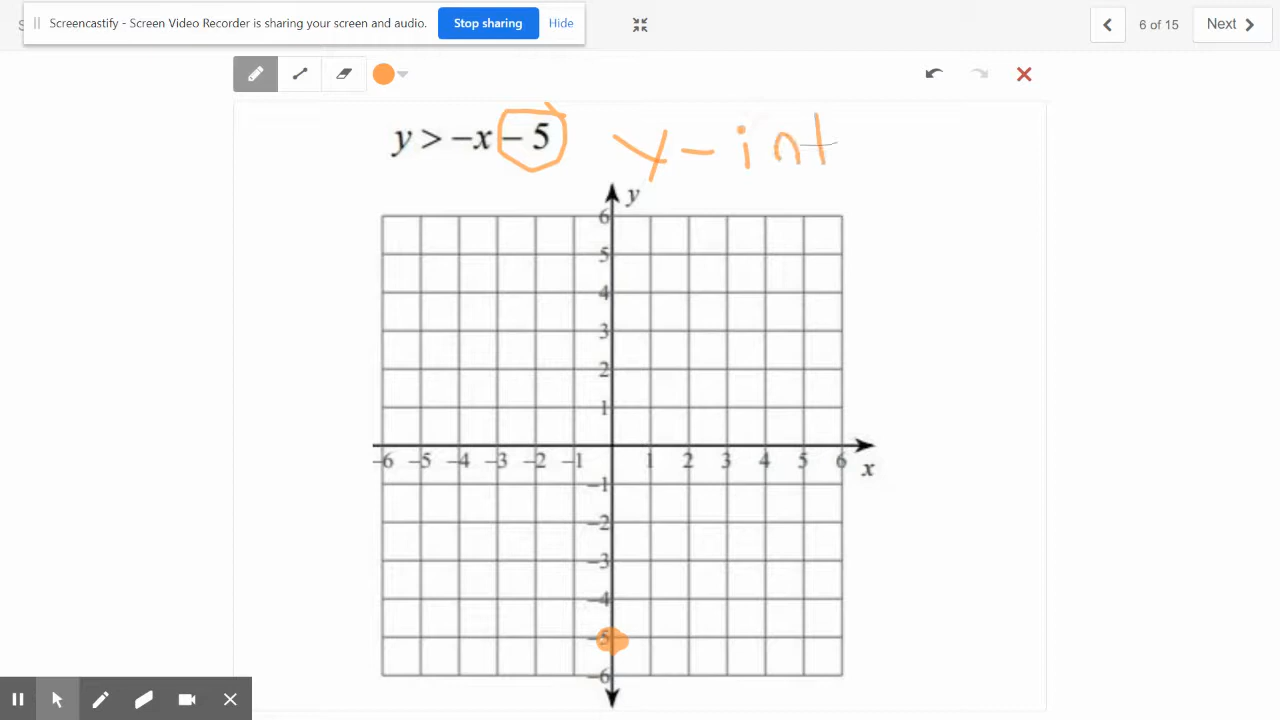 Screencastify - Screen Video Recorder is sharing your screen and audio. Stop sharing Hide
6 of 15 Next
y > −x − 5 y - int
y
6
5
4
3
2
1
−6 −5 −4 −3 −2 −1 1 2 3 4 5 6 x
−1
−2
−3
−4
−5
−6